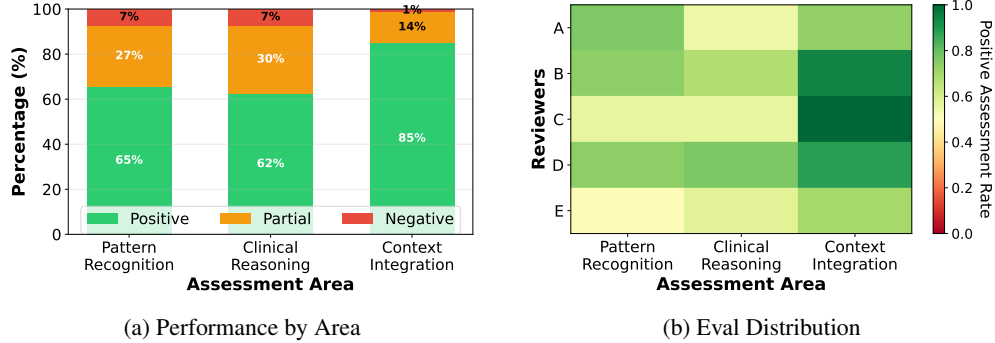 100
80
60
40
20
0
Percentage (%)
7%
27%
65%
7%
30%
62%
1%
14%
85%
Positive
Partial
Negative
Pattern
Recognition
Clinical
Reasoning
Context
Integration
Assessment Area
(a) Performance by Area
Reviewers
A
B
C
D
E
Pattern
Recognition
Clinical
Reasoning
Context
Integration
Assessment Area
1.0
0.8
0.6
0.4
0.2
0.0
Positive Assessment Rate
(b) Eval Distribution